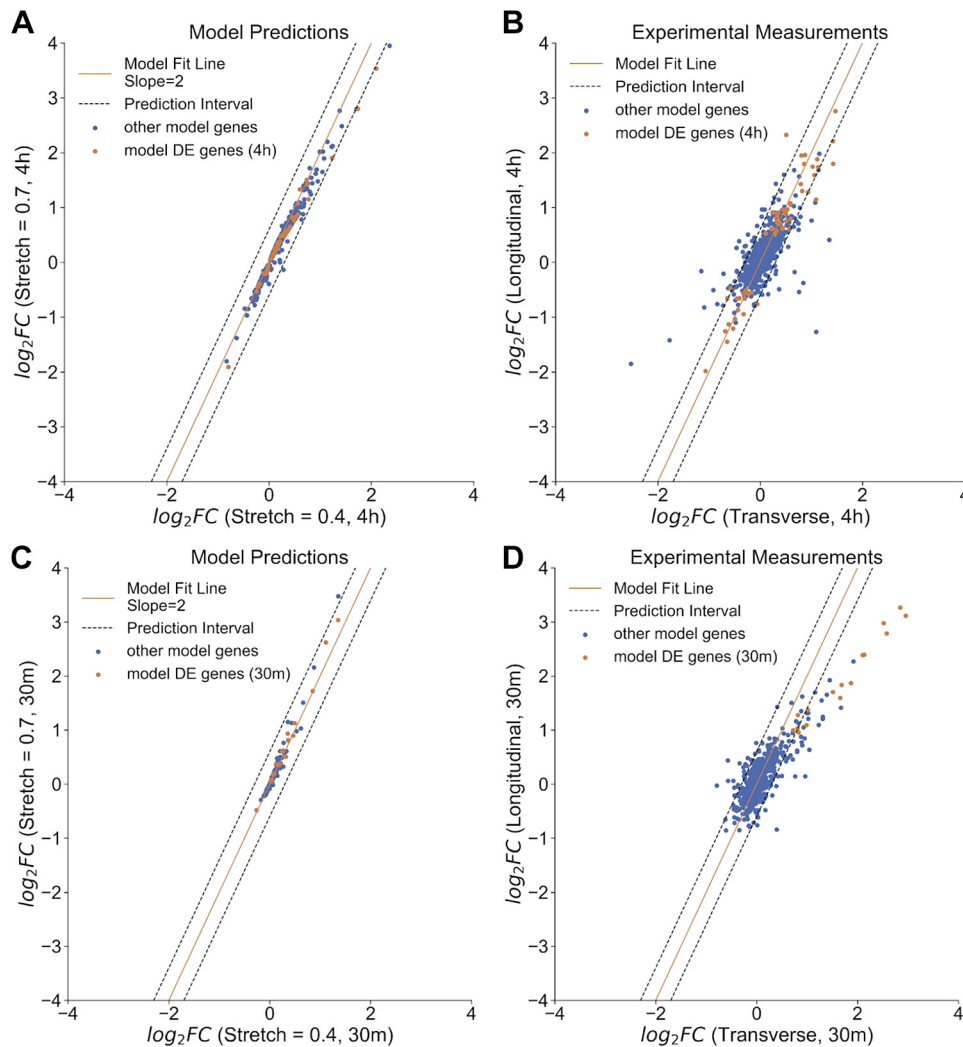 A
Model Predictions
4
3
2
1
0
−1
−2
−3
−4
−4
−2
0
2
4
log2FC (Stretch = 0.7, 4h)
log2FC (Stretch = 0.4, 4h)
Model Fit Line
Slope=2
Prediction Interval
other model genes
model DE genes (4h)
B
Experimental Measurements
4
3
2
1
0
−1
−2
−3
−4
−4
−2
0
2
4
log2FC (Longitudinal, 4h)
log2FC (Transverse, 4h)
Model Fit Line
Prediction Interval
other model genes
model DE genes (4h)
C
Model Predictions
4
3
2
1
0
−1
−2
−3
−4
−4
−2
0
2
4
log2FC (Stretch = 0.7, 30m)
log2FC (Stretch = 0.4, 30m)
Model Fit Line
Slope=2
Prediction Interval
other model genes
model DE genes (30m)
D
Experimental Measurements
4
3
2
1
0
−1
−2
−3
−4
−4
−2
0
2
4
log2FC (Longitudinal, 30m)
log2FC (Transverse, 30m)
Model Fit Line
Prediction Interval
other model genes
model DE genes (30m)